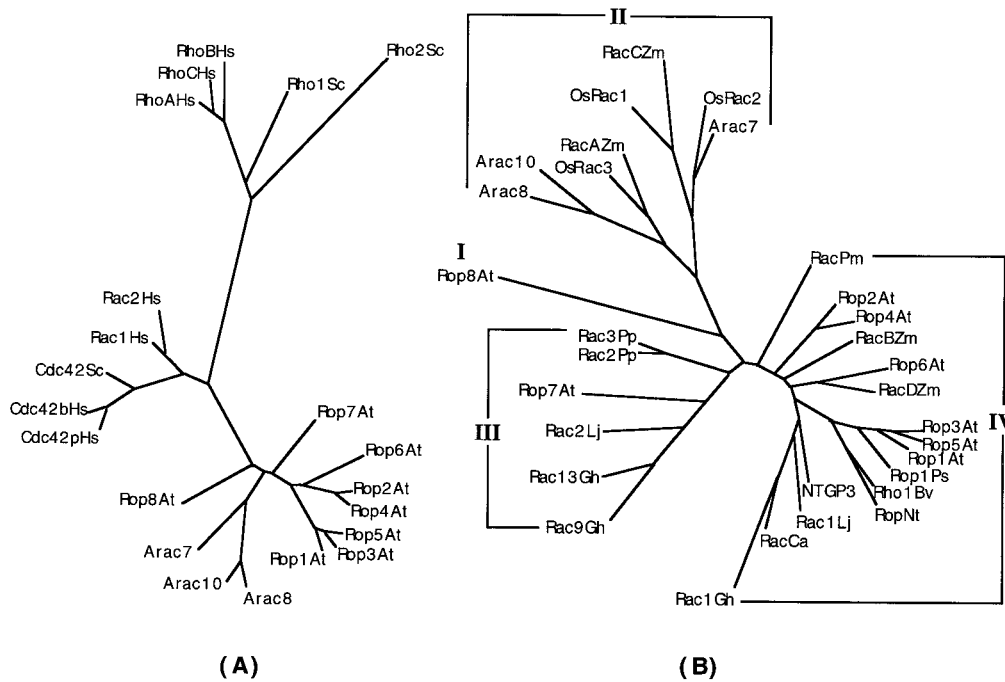 RhoBHs
RhoCHs
RhoAHs
Rho1Sc
Rho2Sc
Rac2Hs
Rac1Hs
Cdc42Sc
Cdc42bHs
Cdc42pHs
Rop7At
Rop6At
Rop2At
Rop4At
Rop5At
Rop3At
Rop1At
Rop8At
Arac7
Arac10
Arac8
(A)
II
RacCZm
OsRac1
OsRac2
Arac7
RacAZm
OsRac3
Arac10
Arac8
I
Rop8At
RacPm
Rop2At
Rop4At
RacBZm
Rop6At
RacDZm
Rac3Pp
Rac2Pp
Rop7At
III
Rac2Lj
Rac13Gh
Rac9Gh
IV
Rop3At
Rop5At
Rop1At
Rop1Ps
Rho1Bv
RopNt
NTGP3
Rac1Lj
RacCa
Rac1Gh
(B)